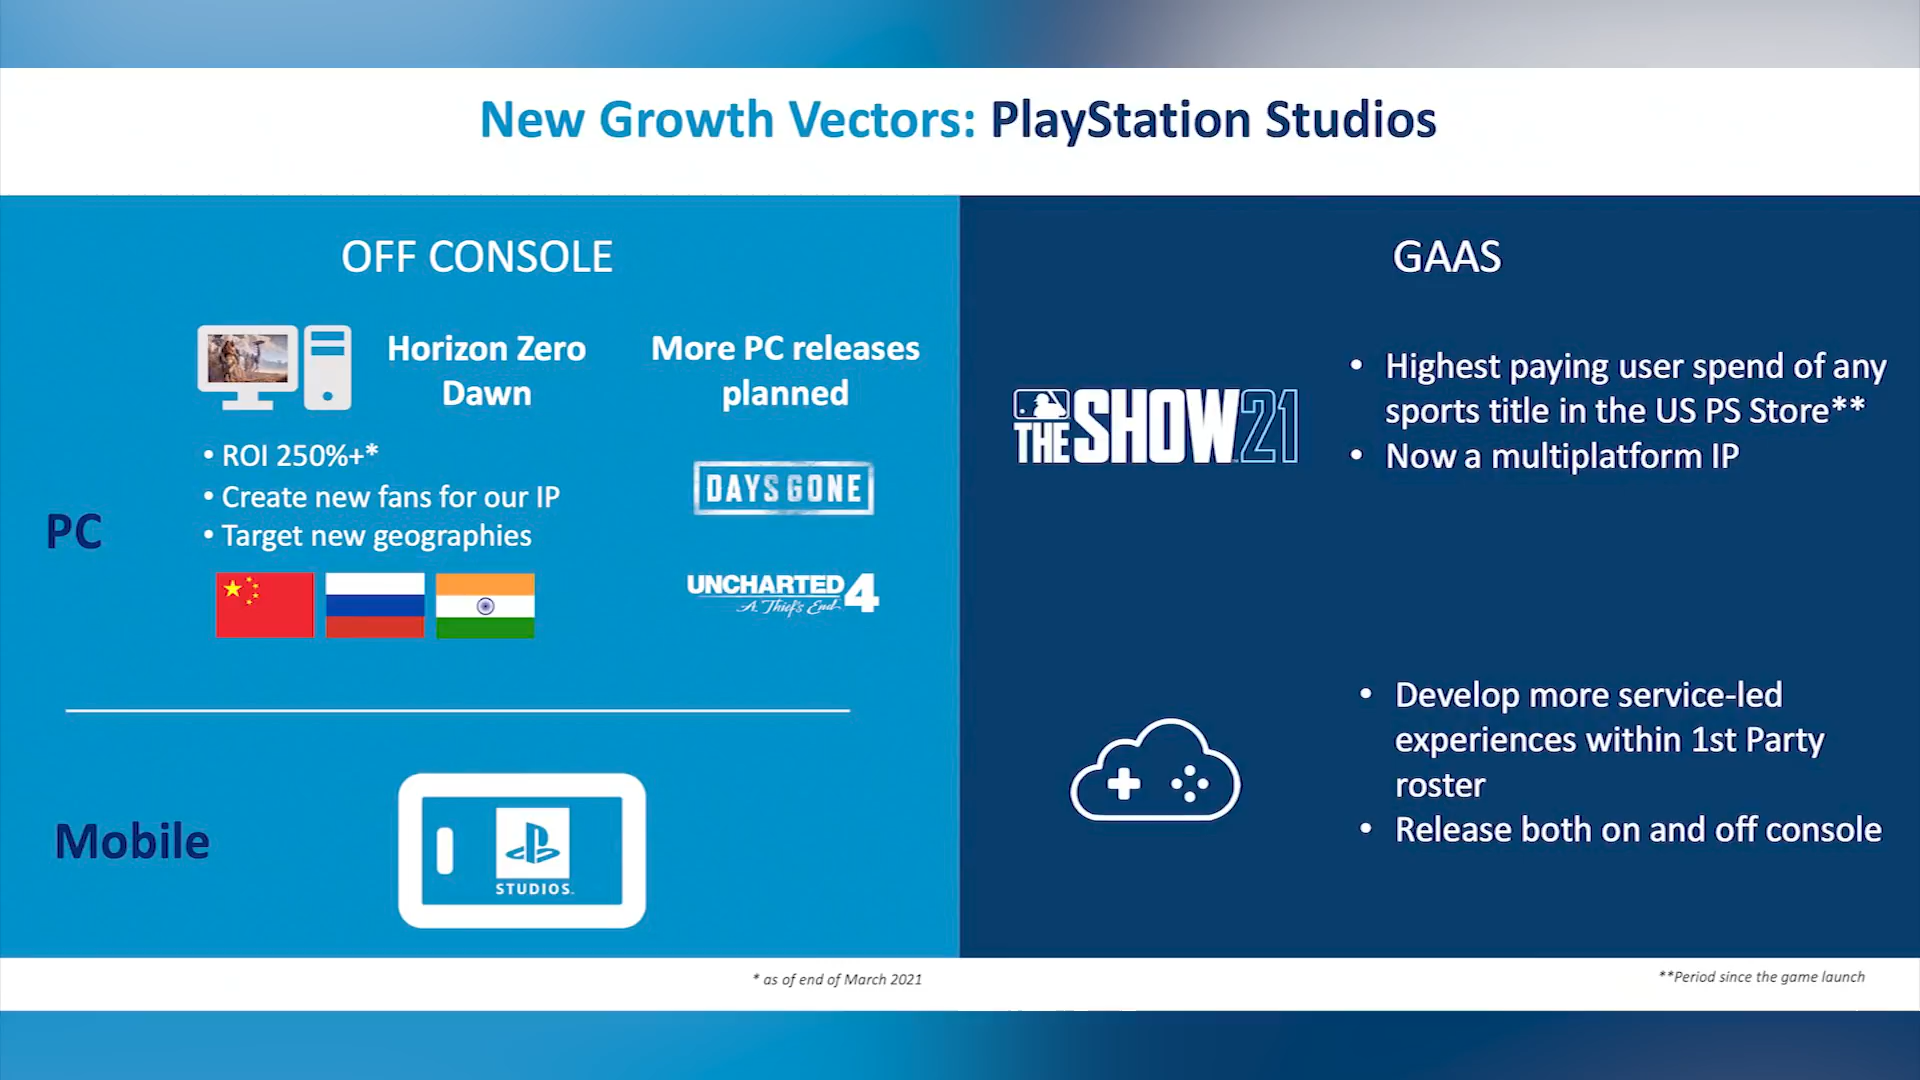 New Growth Vectors: PlayStation Studios
OFF CONSOLE
PC
Horizon Zero
Dawn
• ROI 250%+*
• Create new fans for our IP
• Target new geographies
More PC releases
planned
DAYS GONE
UNCHARTED 4
A Thief's End
Mobile
STUDIOS™
GAAS
THE SHOW 21
• Highest paying user spend of any
sports title in the US PS Store**
• Now a multiplatform IP
• Develop more service-led
experiences within 1st Party
roster
• Release both on and off console
* as of end of March 2021
**Period since the game launch